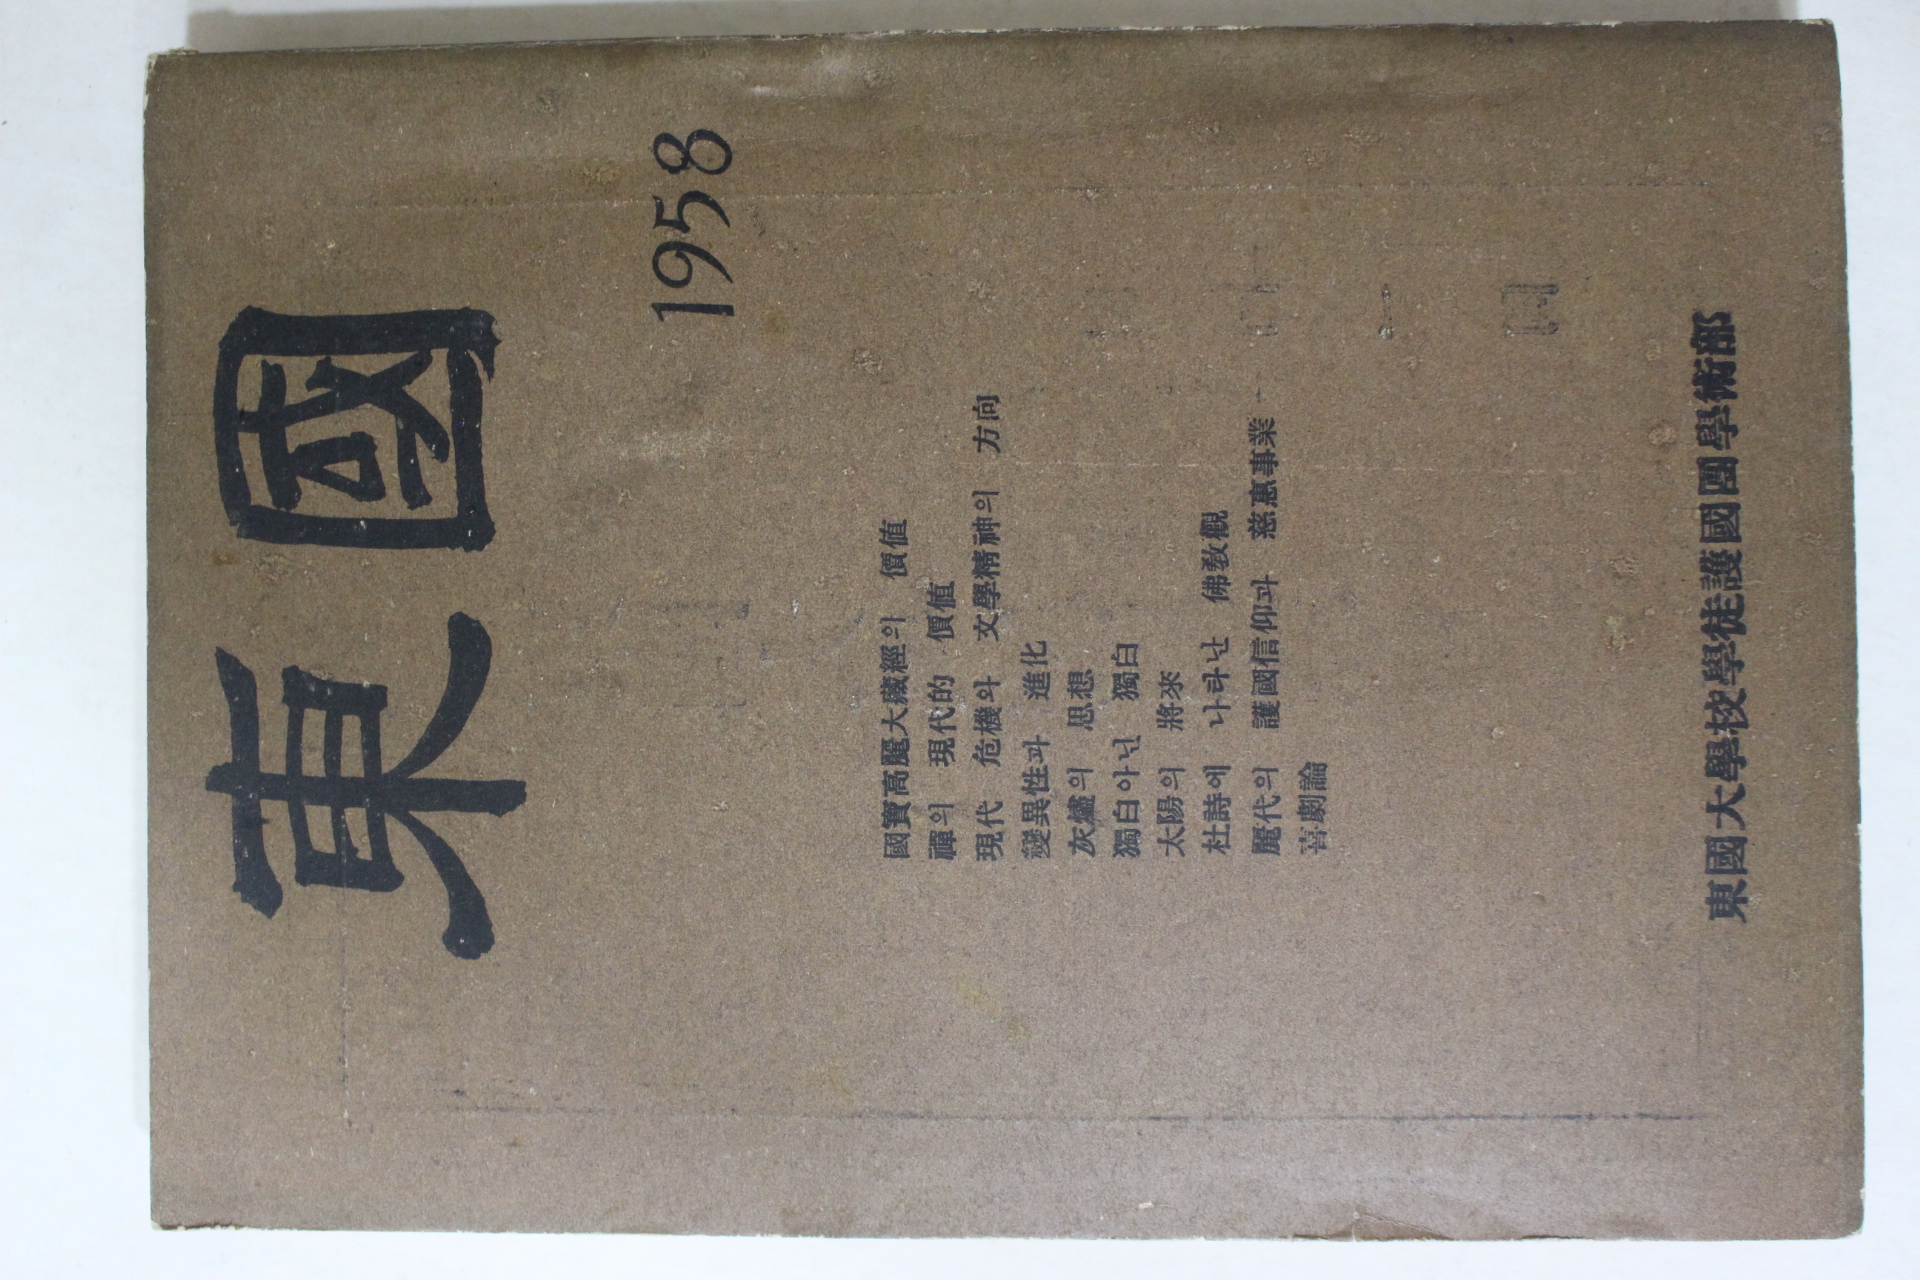 東國
1958
國寶高麗大藏經의 價値
禪의 現代的 價値
現代 危機와 文學精神의 方向
變異性과 進化
灰燼의 思想
獨白아닌 獨白
太陽의 將來
杜詩에 나타난 佛敎觀
麗代의 護國信仰과 慈惠事業
喜劇論
東國大學校學徒護國團學術部